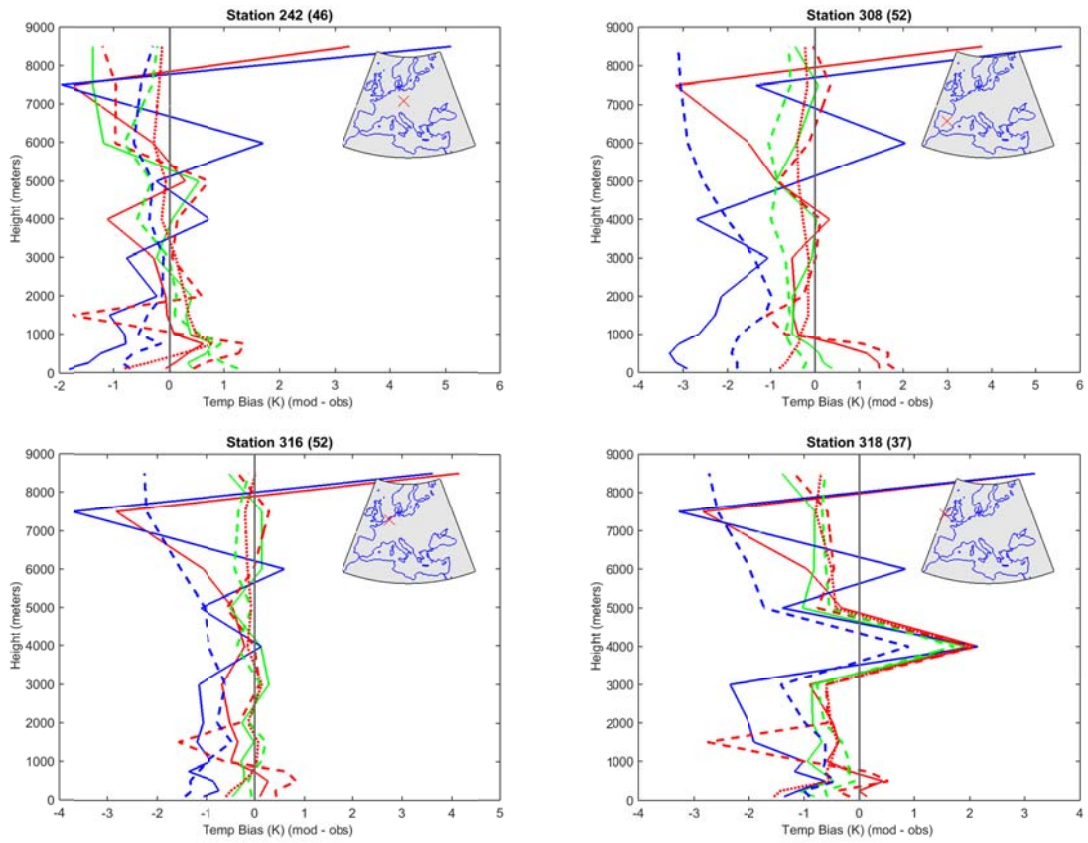 Station 242 (46)
9000
8000
7000
6000
5000
4000
3000
2000
1000
0
Height (meters)
-2 -1 0 1 2 3 4 5 6
Temp Bias (K) (mod - obs)
Station 308 (52)
9000
8000
7000
6000
5000
4000
3000
2000
1000
0
Height (meters)
-4 -3 -2 -1 0 1 2 3 4 5 6
Temp Bias (K) (mod - obs)
Station 316 (52)
9000
8000
7000
6000
5000
4000
3000
2000
1000
0
Height (meters)
-4 -3 -2 -1 0 1 2 3 4 5
Temp Bias (K) (mod - obs)
Station 318 (37)
9000
8000
7000
6000
5000
4000
3000
2000
1000
0
Height (meters)
-4 -3 -2 -1 0 1 2 3 4
Temp Bias (K) (mod - obs)